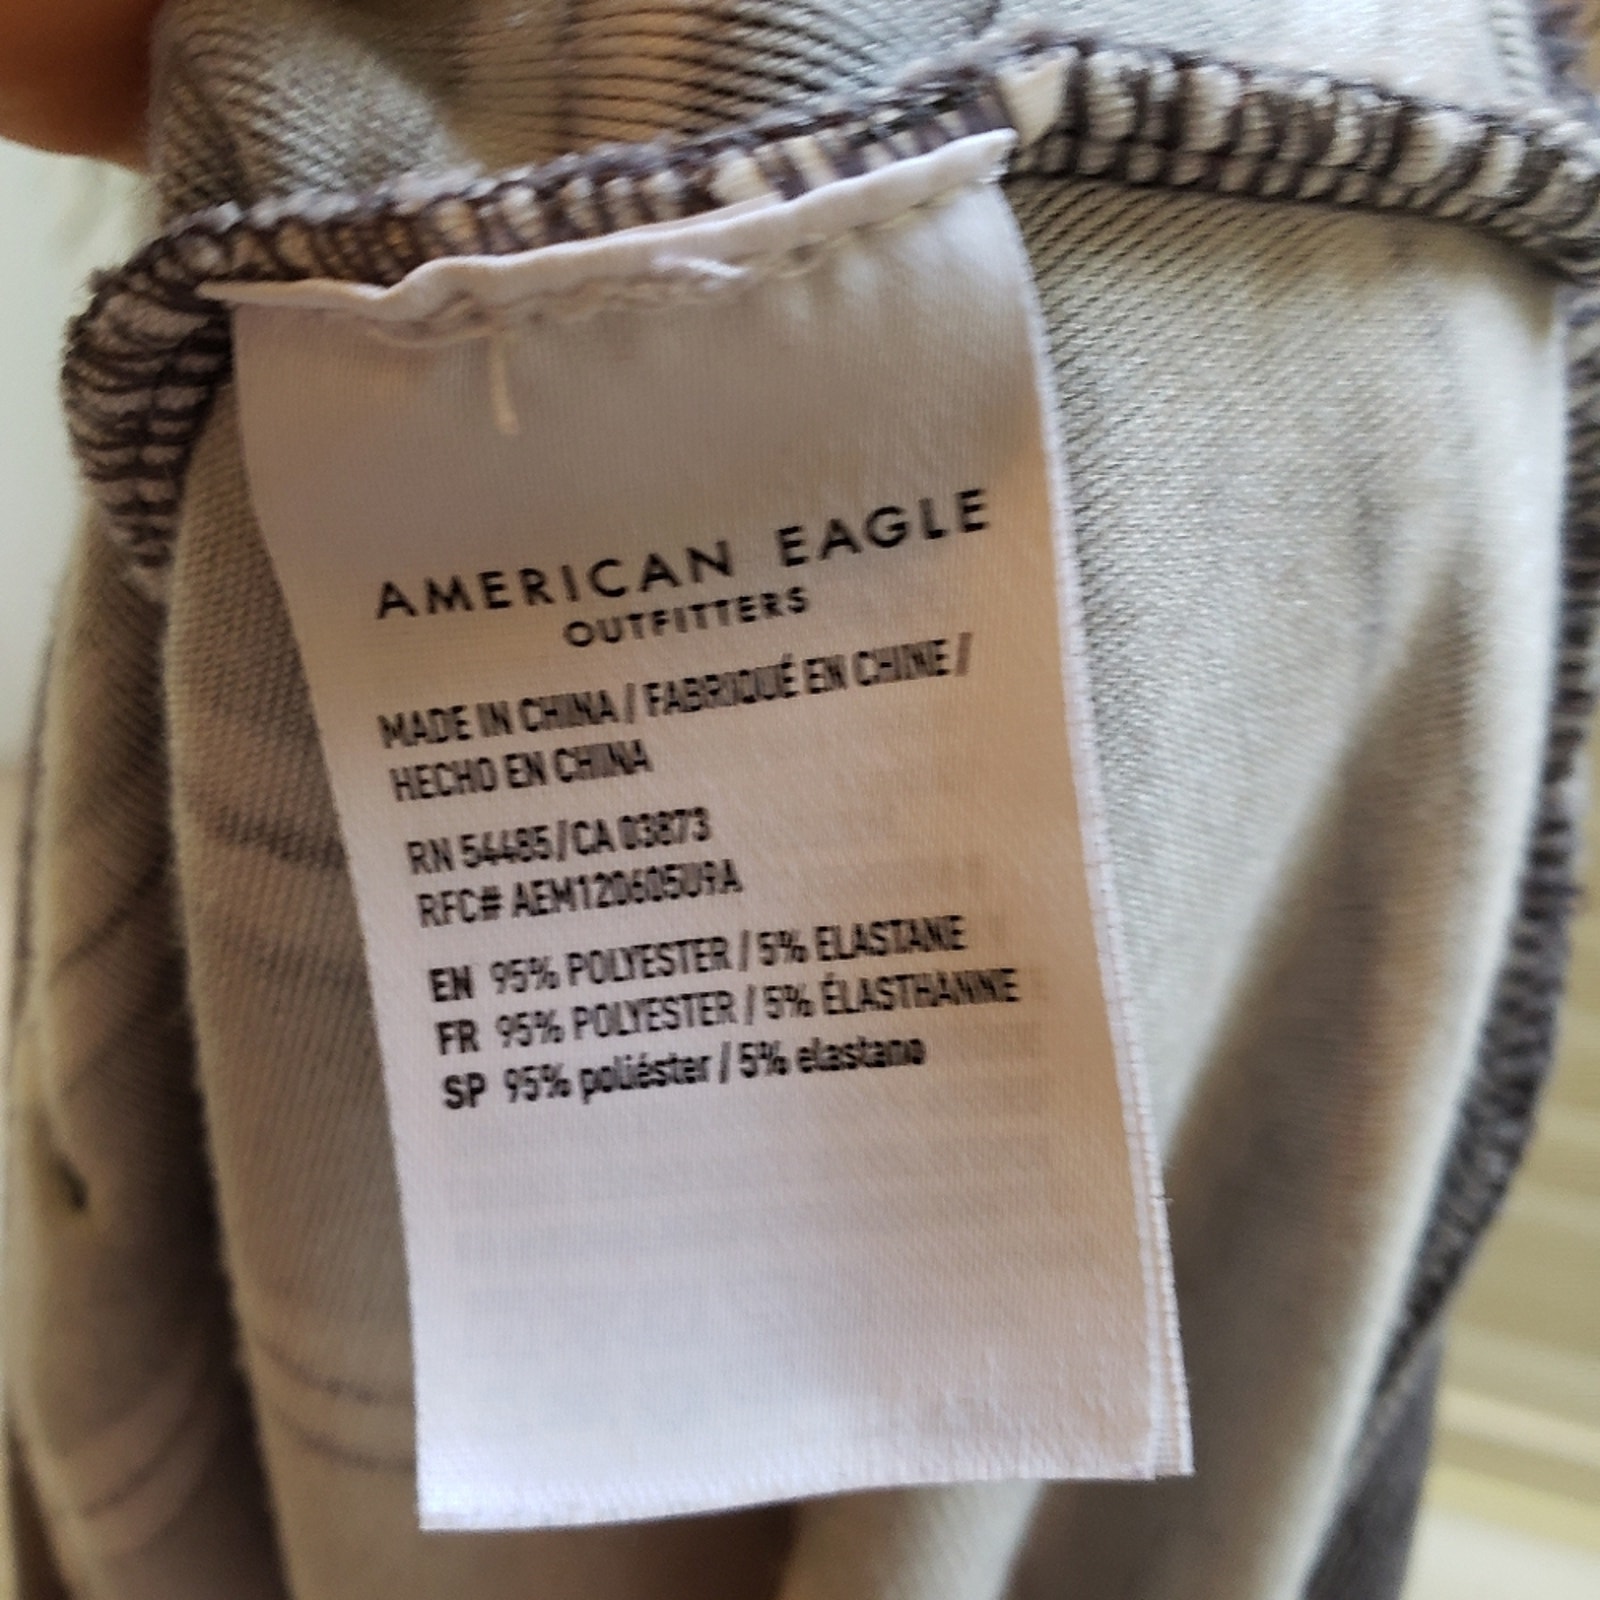 AMERICAN EAGLE
OUTFITTERS
MADE IN CHINA / FABRIQUÉ EN CHINE /
HECHO EN CHINA
RN 54485/CA 03873
RFC# AEM120605U9A
EN 95% POLYESTER / 5% ELASTANE
FR 95% POLYESTER / 5% ÉLASTHANNE
SP 95% poliéster / 5% elastano